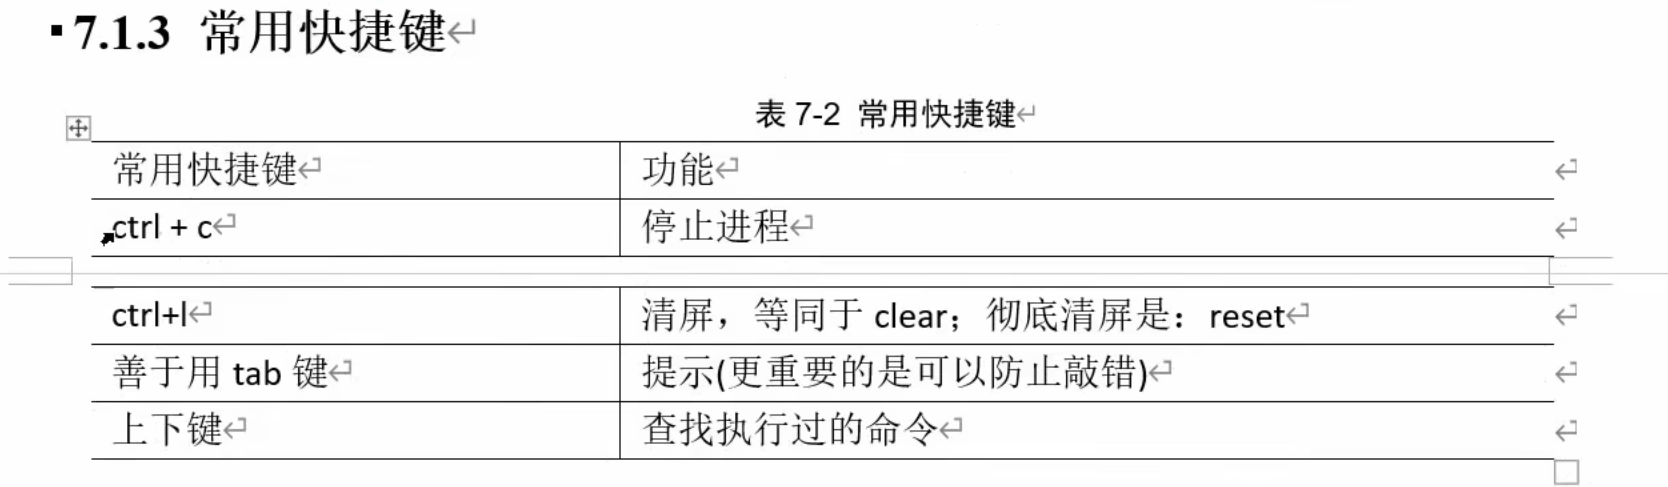 7.1.3 常用快捷键
表 7-2 常用快捷键
常用快捷键 功能
ctrl + c 停止进程
ctrl+l 清屏，等同于 clear；彻底清屏是：reset
善于用 tab 键 提示(更重要的是可以防止敲错)
上下键 查找执行过的命令